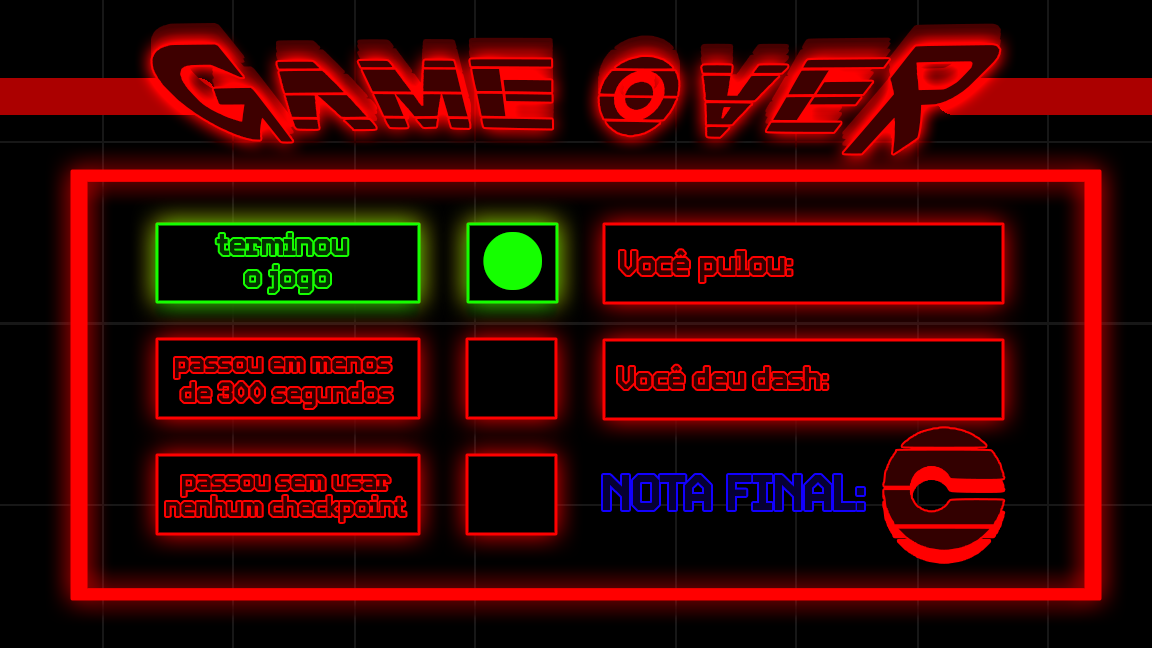 GAME OVER
terminou
o jogo
Você pulou:
passou em menos
de 300 segundos
Você deu dash:
passou sem usar
nenhum checkpoint
NOTA FINAL: C